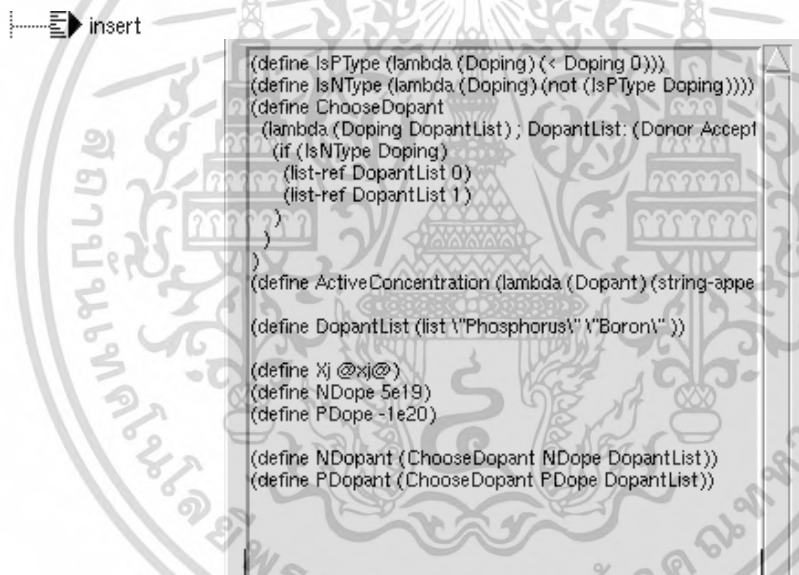 insert
(define IsPType (lambda (Doping) (< Doping 0)))
(define IsNType (lambda (Doping) (not (IsPType Doping))))
(define ChooseDopant
(lambda (Doping DopantList) ; DopantList: (Donor Accept
(if (IsNType Doping)
(list-ref DopantList 0)
(list-ref DopantList 1)
)
)
)
(define ActiveConcentration (lambda (Dopant) (string-appe
(define DopantList (list \"Phosphorus\" \"Boron\" ))
(define Xj @xj@)
(define NDope 5e19)
(define PDope -1e20)
(define NDopant (ChooseDopant NDope DopantList))
(define PDopant (ChooseDopant PDope DopantList))